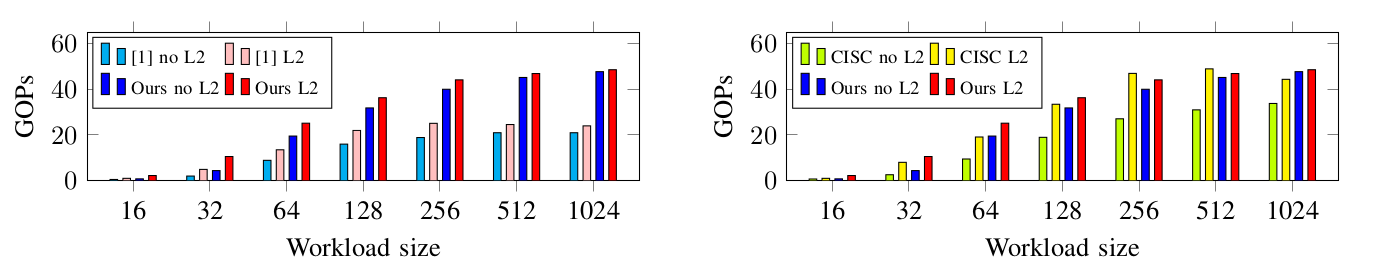 60
40
20
0
GOPs
[1] no L2 [1] L2
Ours no L2 Ours L2
16 32 64 128 256 512 1024
Workload size
60
40
20
0
GOPs
CISC no L2 CISC L2
Ours no L2 Ours L2
16 32 64 128 256 512 1024
Workload size